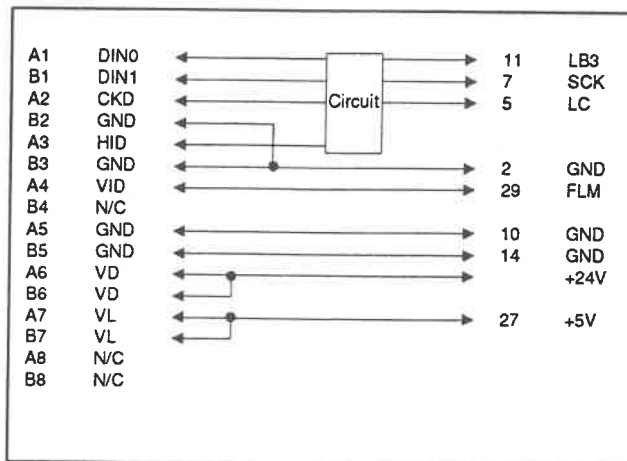 A1 DIN0 11 LB3
B1 DIN1 7 SCK
A2 CKD Circuit 5 LC
B2 GND
A3 HID
B3 GND 2 GND
A4 VID 29 FLM
B4 N/C
A5 GND 10 GND
B5 GND 14 GND
A6 VD +24V
B6 VD
A7 VL 27 +5V
B7 VL
A8 N/C
B8 N/C